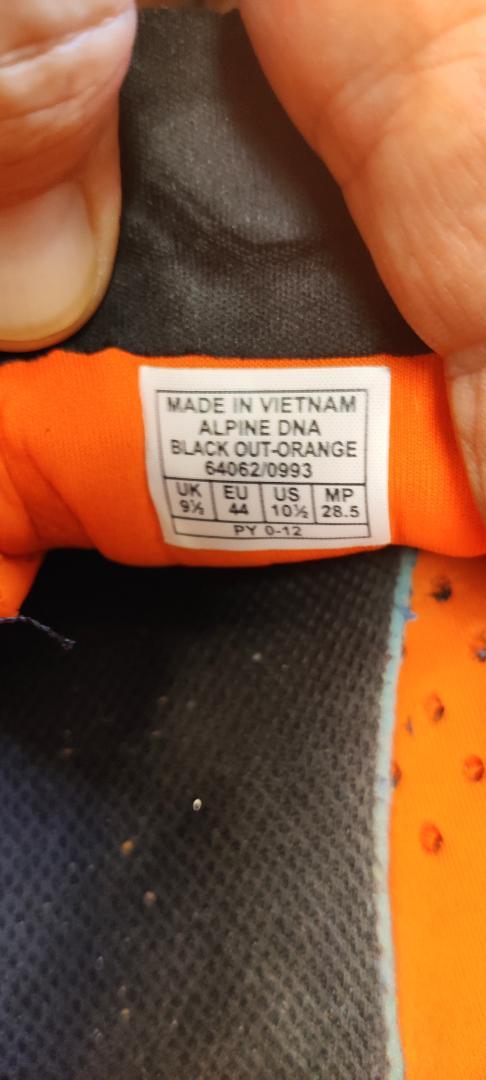 MADE IN VIETNAM
ALPINE DNA
BLACK OUT-ORANGE
64062/0993
UK EU US MP
9½ 44 10½ 28.5
PY 0-12